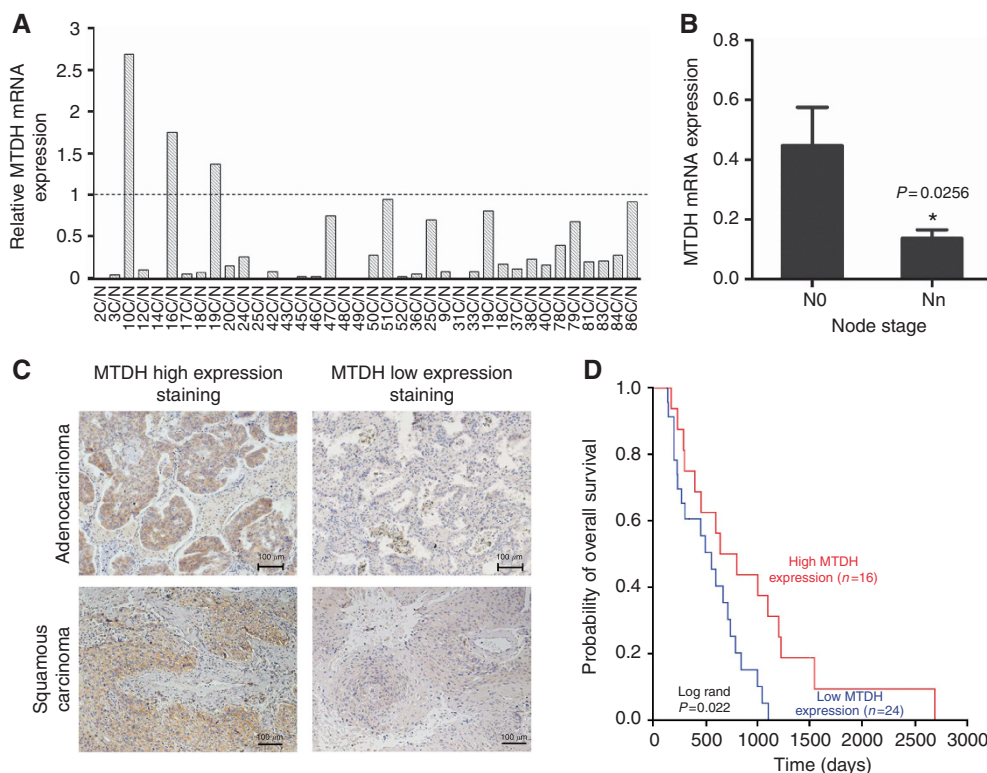 A
Relative MTDH mRNA
expression
3
2.5
2
1.5
1
0.5
0
2C/N
3C/N
10C/N
12C/N
14C/N
16C/N
17C/N
18C/N
19C/N
20C/N
24C/N
25C/N
42C/N
43C/N
45C/N
46C/N
47C/N
48C/N
49C/N
50C/N
51C/N
52C/N
36C/N
25C/N
9C/N
31C/N
33C/N
19C/N
18C/N
37C/N
38C/N
40C/N
78C/N
79C/N
81C/N
83C/N
84C/N
86C/N
B
MTDH mRNA expression
0.8
0.6
0.4
0.2
0.0
P=0.0256
*
N0
Nn
Node stage
C
MTDH high expression
staining
MTDH low expression
staining
Adenocarcinoma
100 µm
100 µm
Squamous
carcinoma
100 µm
100 µm
D
Probability of overall survival
1.0
0.8
0.6
0.4
0.2
0.0
High MTDH
expression (n=16)
Log rand
P=0.022
Low MTDH
expression (n=24)
0
500
1000
1500
2000
2500
3000
Time (days)